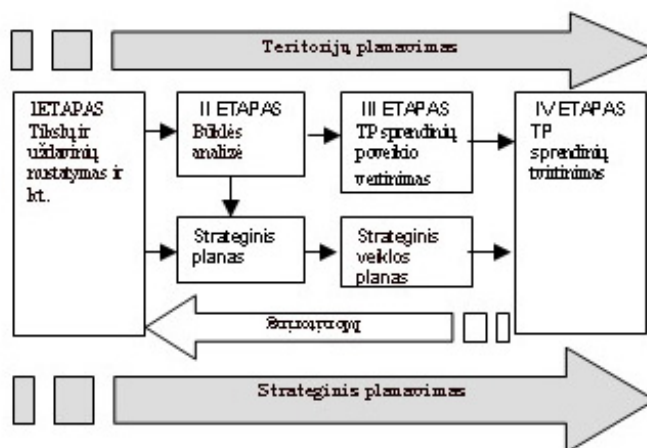 Teritorijų planavimas
I ETAPAS
Tikslų ir
uždavinių
nustatymas ir
kt.
II ETAPAS
Būklės
analizė
III ETAPAS
TP sprendinių
poveikio
vertinimas
IV ETAPAS
TP
sprendinių
tvirtinimas
Strateginis
planas
Strateginis
veiklos
planas
Monitoringas
Strateginis planavimas